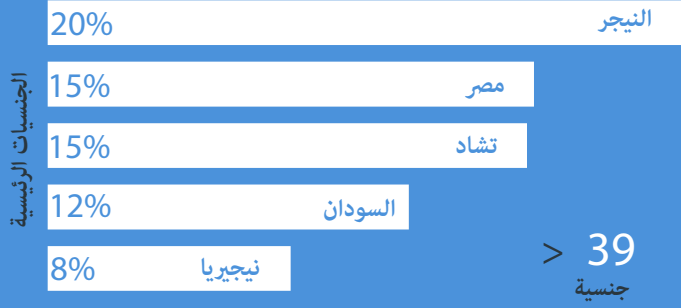 الجنسيات الرئيسية
النيجر 20%
مصر 15%
تشاد 15%
السودان 12%
نيجيريا 8%
39 <
جنسية